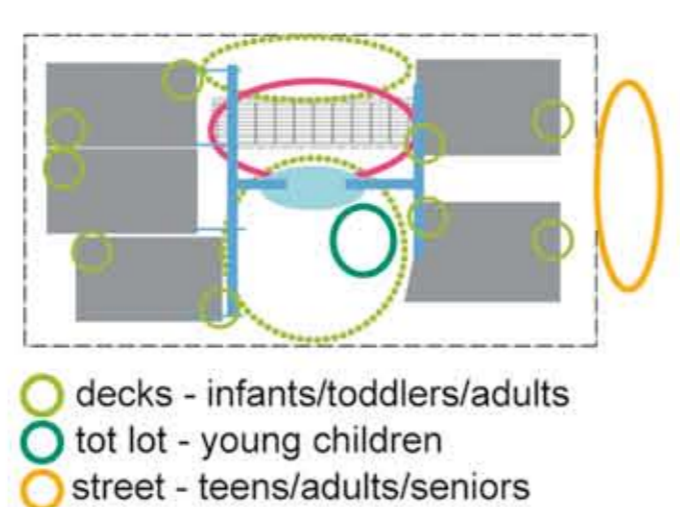 decks - infants/toddlers/adults
tot lot - young children
street - teens/adults/seniors